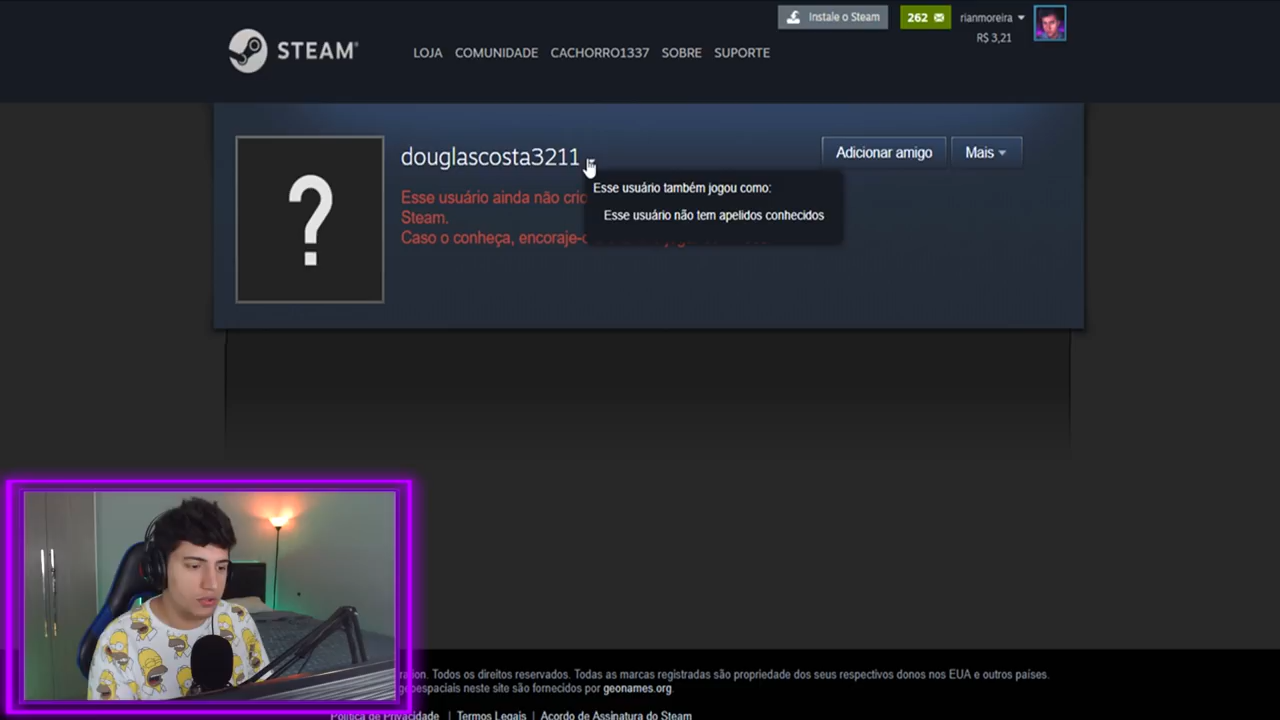 Instale o Steam
262
rianmoreira
R$ 3,21
STEAM
LOJA COMUNIDADE CACHORRO1337 SOBRE SUPORTE
douglascosta3211
Adicionar amigo
Mais
Esse usuário também jogou como:
Esse usuário não tem apelidos conhecidos
Esse usuário ainda não
Steam.
Caso o conheça,
Todos os direitos reservados. Todas as marcas registradas são propriedade dos seus respectivos donos nos EUA e outros países.
neste site são fornecidos por geonames.org.
Política de Privacidade | Termos Legais | Acordo de Assinatura do Steam